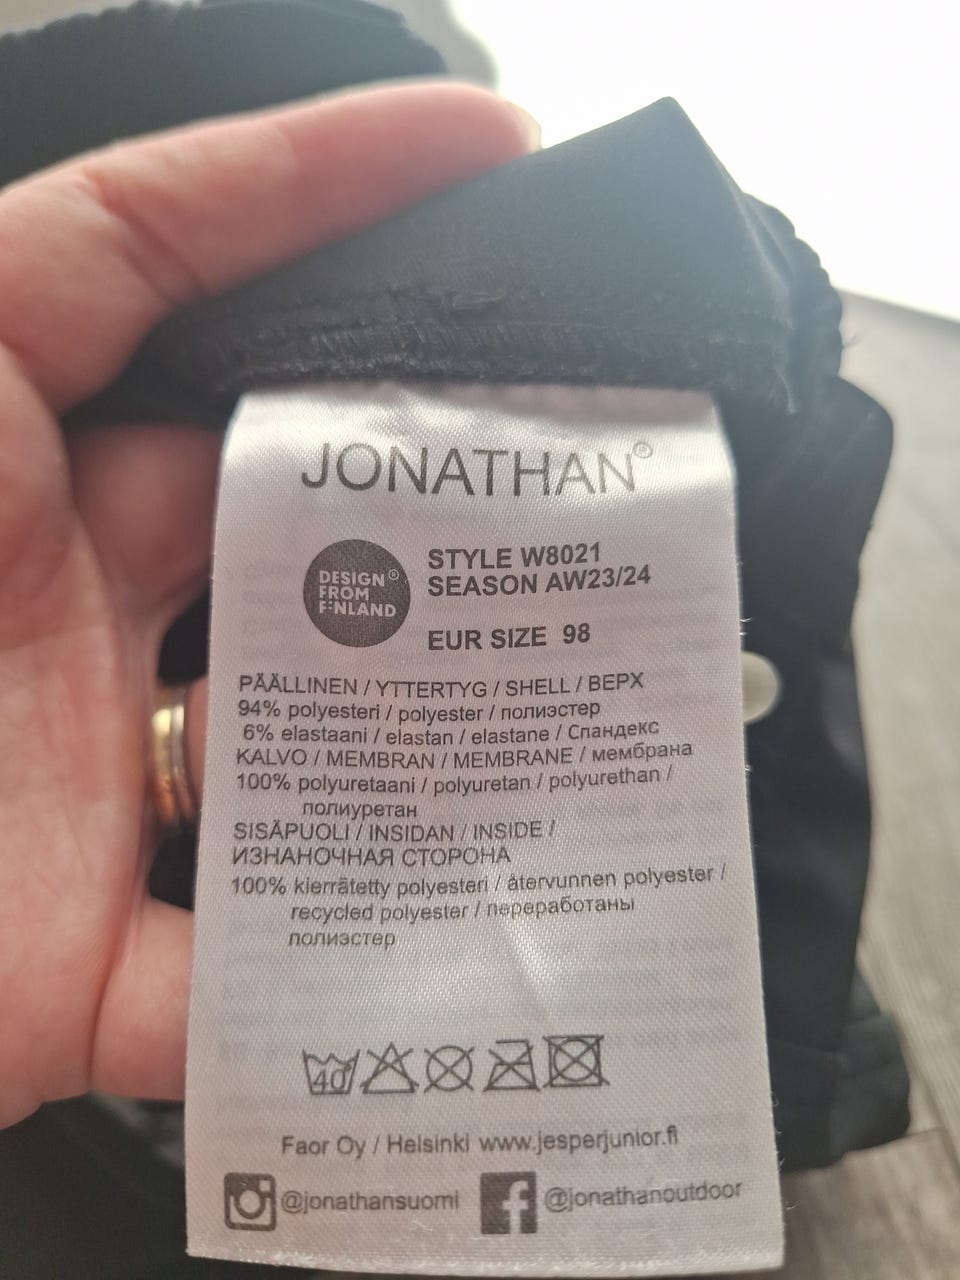 JONATHAN®
DESIGN®
FROM
FINLAND
STYLE W8021
SEASON AW23/24
EUR SIZE 98
PÄÄLLINEN / YTTERTYG / SHELL / ВЕРХ
94% polyesteri / polyester / полиэстер
6% elastaani / elastan / elastane / Спандекс
KALVO / MEMBRAN / MEMBRANE / мембрана
100% polyuretaani / polyuretan / polyurethan /
полиуретан
SISÄPUOLI / INSIDAN / INSIDE /
ИЗНАНОЧНАЯ СТОРОНА
100% kierrätetty polyesteri / återvunnen polyester /
recycled polyester / переработаны
полиэстер
40
Faor Oy / Helsinki www.jesperjunior.fi
@jonathansuomi @jonathanoutdoor